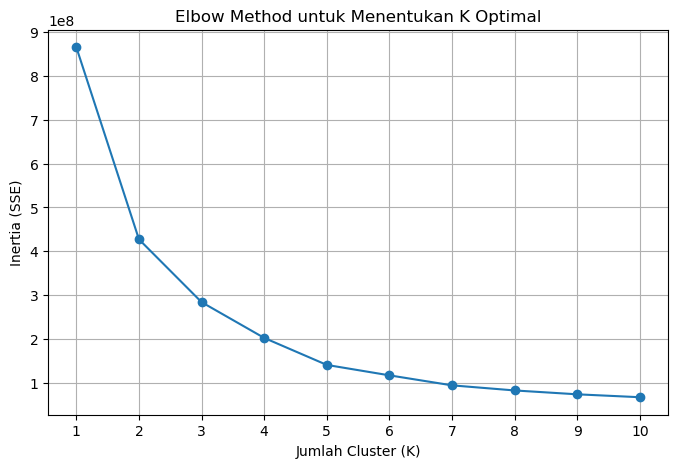 Elbow Method untuk Menentukan K Optimal
1e8
9
8
7
6
5
4
3
2
1
Inertia (SSE)
1 2 3 4 5 6 7 8 9 10
Jumlah Cluster (K)